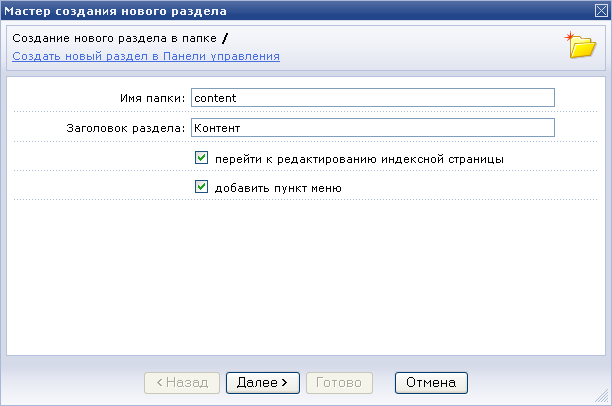 Мастер создания нового раздела
Создание нового раздела в папке /
Создать новый раздел в Панели управления
Имя папки: content
Заголовок раздела: Контент
перейти к редактированию индексной страницы
добавить пункт меню
< Назад Далее > Готово Отмена